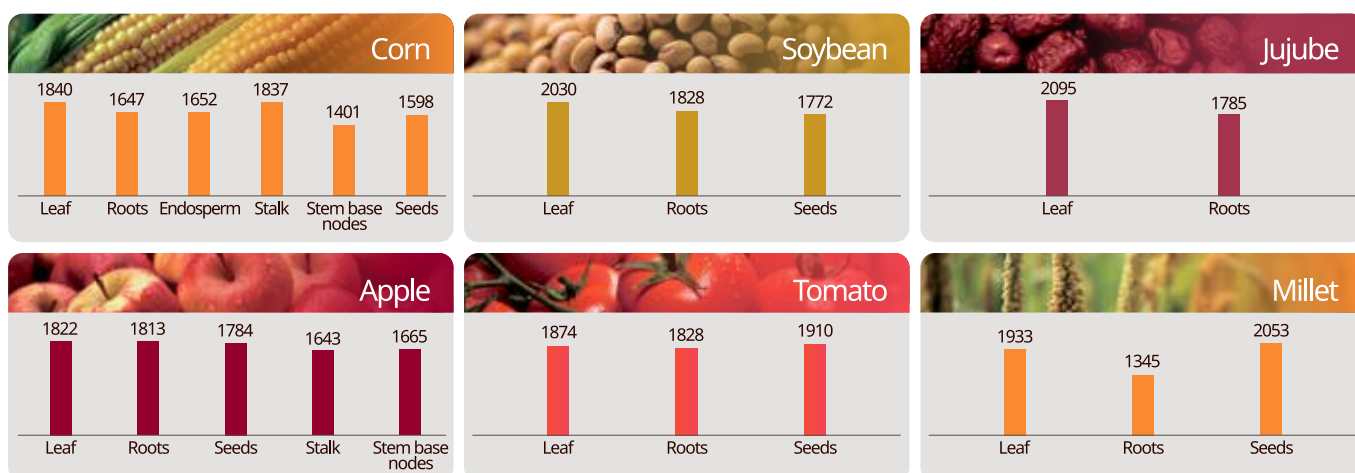 Corn
1840 1647 1652 1837 1401 1598
Leaf Roots Endosperm Stalk Stem base nodes Seeds
Soybean
2030 1828 1772
Leaf Roots Seeds
Jujube
2095 1785
Leaf Roots
Apple
1822 1813 1784 1643 1665
Leaf Roots Seeds Stalk Stem base nodes
Tomato
1874 1828 1910
Leaf Roots Seeds
Millet
1933 1345 2053
Leaf Roots Seeds